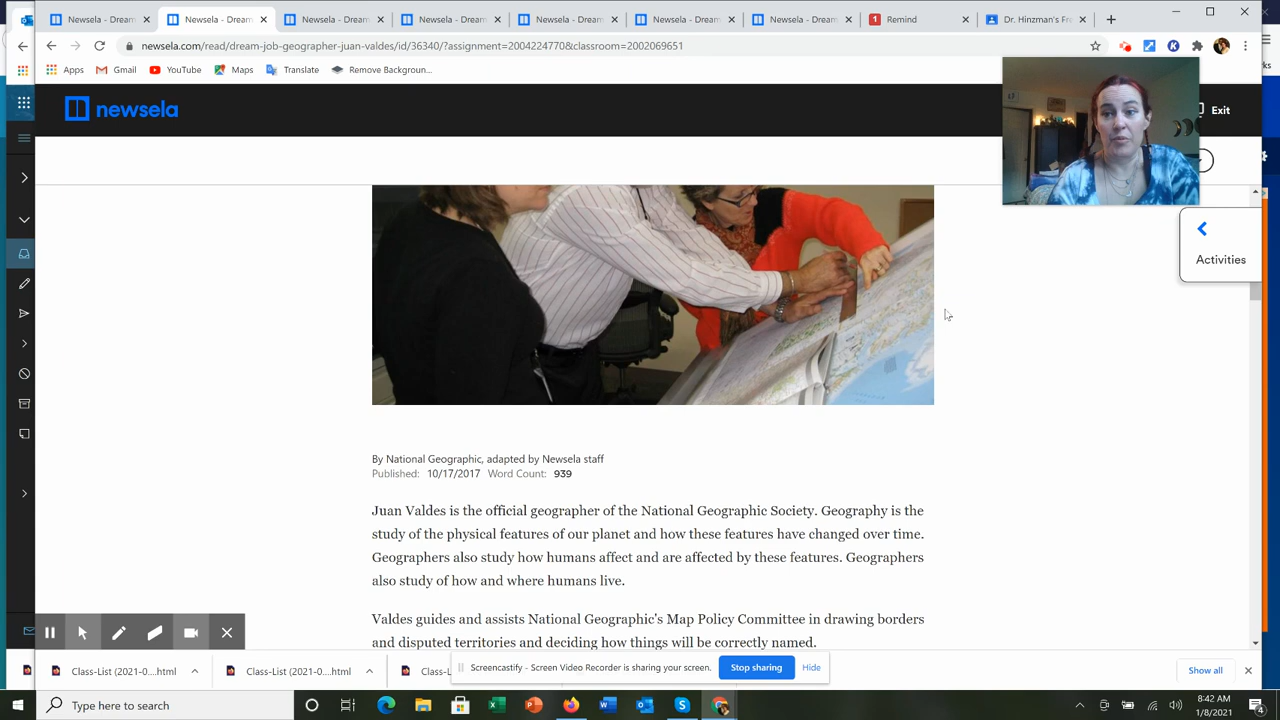 Newsela - Dream
Newsela - Dream
Newsela - Dream
Newsela - Dream
Newsela - Dream
Newsela - Dream
Newsela - Dream
Remind
Dr. Hinzman's Fre
newsela.com/read/dream-job-geographer-juan-valdes/id/36340/?assignment=2004224770&classroom=2002069651
Apps
Gmail
YouTube
Maps
Translate
Remove Backgroun...
newsela
Exit
Activities
By National Geographic, adapted by Newsela staff
Published: 10/17/2017 Word Count: 939
Juan Valdes is the official geographer of the National Geographic Society. Geography is the
study of the physical features of our planet and how these features have changed over time.
Geographers also study how humans affect and are affected by these features. Geographers
also study of how and where humans live.
Valdes guides and assists National Geographic's Map Policy Committee in drawing borders
and disputed territories and deciding how things will be correctly named.
Class-List (2021-0....html
Class-List (2021-0....html
Class-L
Screencastify - Screen Video Recorder is sharing your screen.
Stop sharing
Hide
Show all
Type here to search
8:42 AM
1/8/2021
4